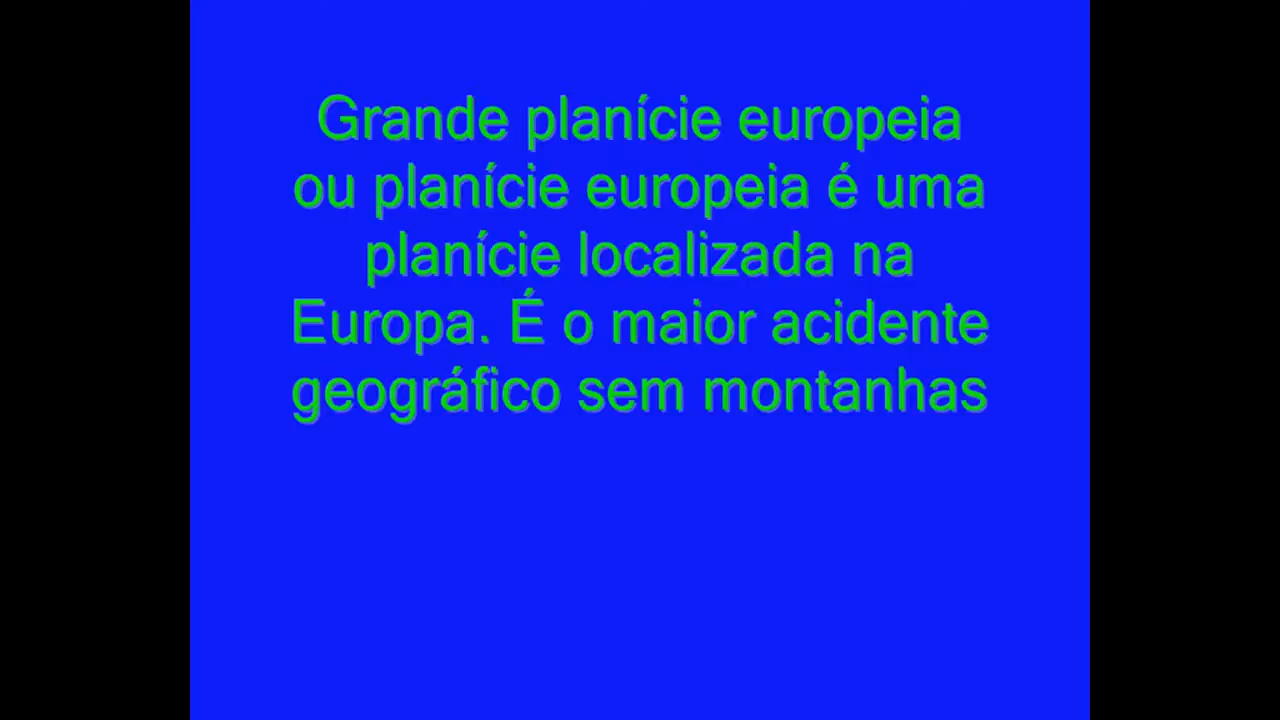 Grande planície europeia
ou planície europeia é uma
planície localizada na
Europa. É o maior acidente
geográfico sem montanhas